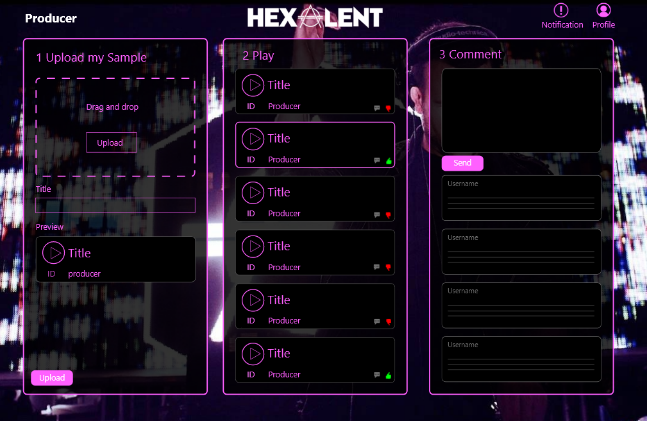 Producer
HEXALENT
Notification
Profile
1 Upload my Sample
Drag and drop
Upload
Title
Preview
Title
ID producer
Upload
2 Play
Title
ID Producer
Title
ID Producer
Title
ID Producer
Title
ID Producer
Title
ID Producer
Title
ID Producer
3 Comment
Send
Username
Username
Username
Username